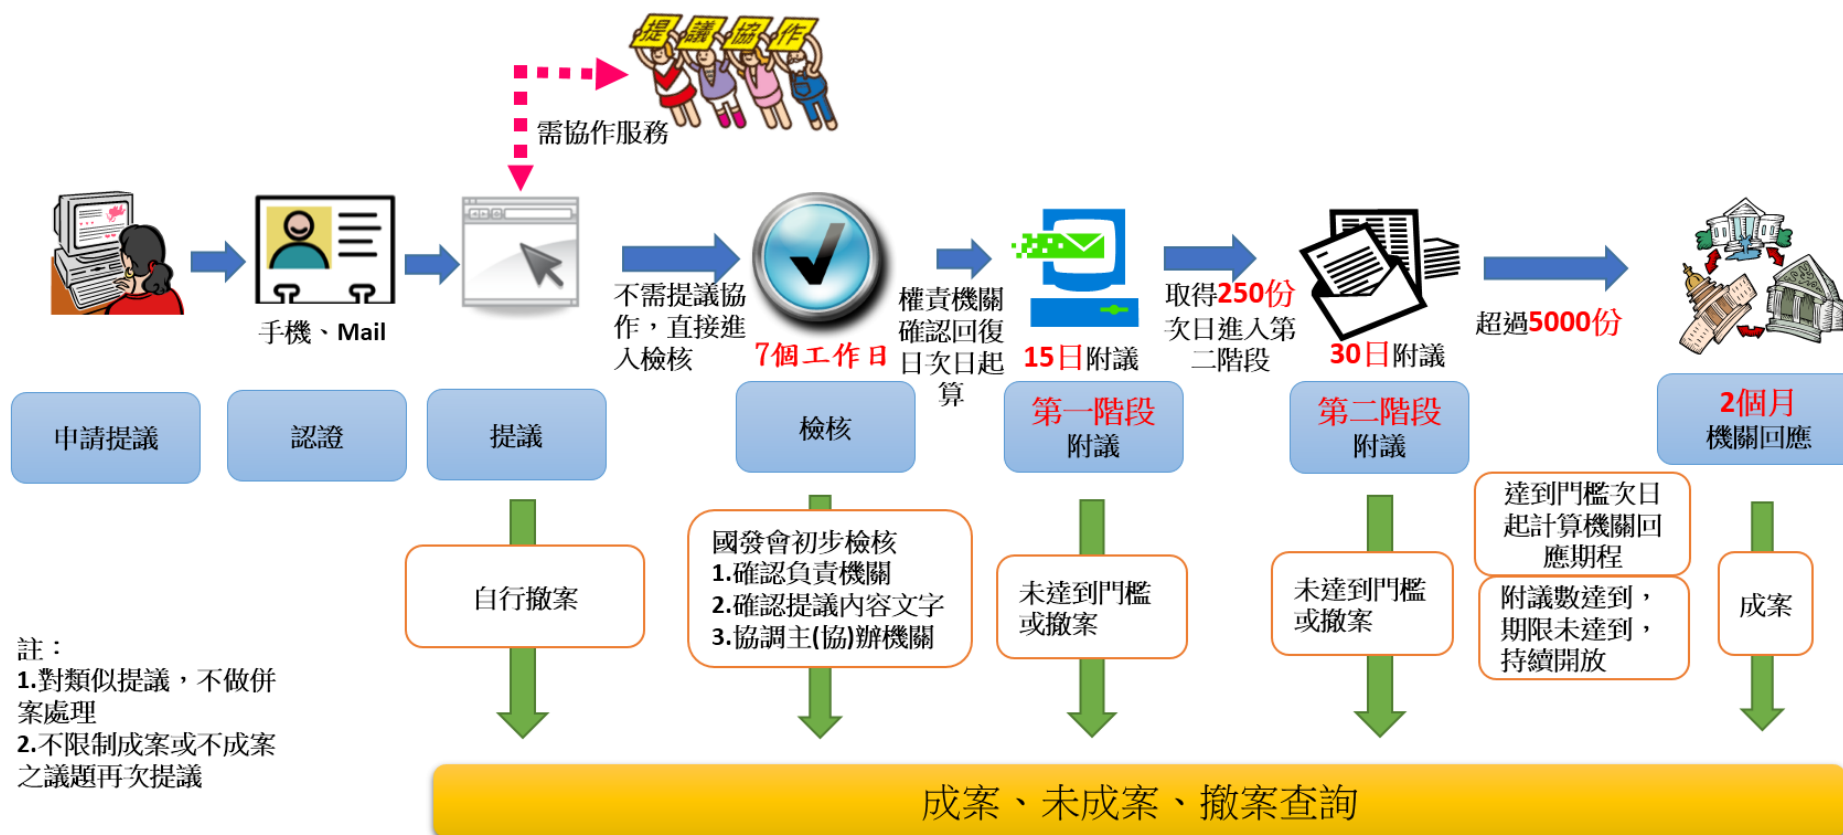 提議協作
需協作服務
手機、Mail
不需提議協
作，直接進
入檢核
7個工作日
權責機關
確認回復
日次日起
算
15日附議
取得250份
次日進入第
二階段
30日附議
超過5000份
申請提議
認證
提議
檢核
第一階段
附議
第二階段
附議
2個月
機關回應
自行撤案
國發會初步檢核
1.確認負責機關
2.確認提議內容文字
3.協調主(協)辦機關
未達到門檻
或撤案
未達到門檻
或撤案
達到門檻次日
起計算機關回
應期程
附議數達到，
期限未達到，
持續開放
成案
註：
1.對類似提議，不做併
案處理
2.不限制成案或不成案
之議題再次提議
成案、未成案、撤案查詢